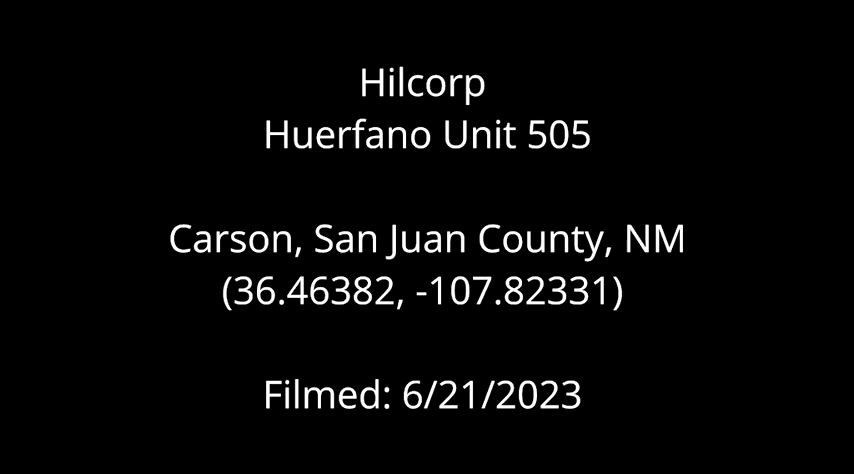 Hilcorp
Huerfano Unit 505
Carson, San Juan County, NM
(36.46382, -107.82331)
Filmed: 6/21/2023